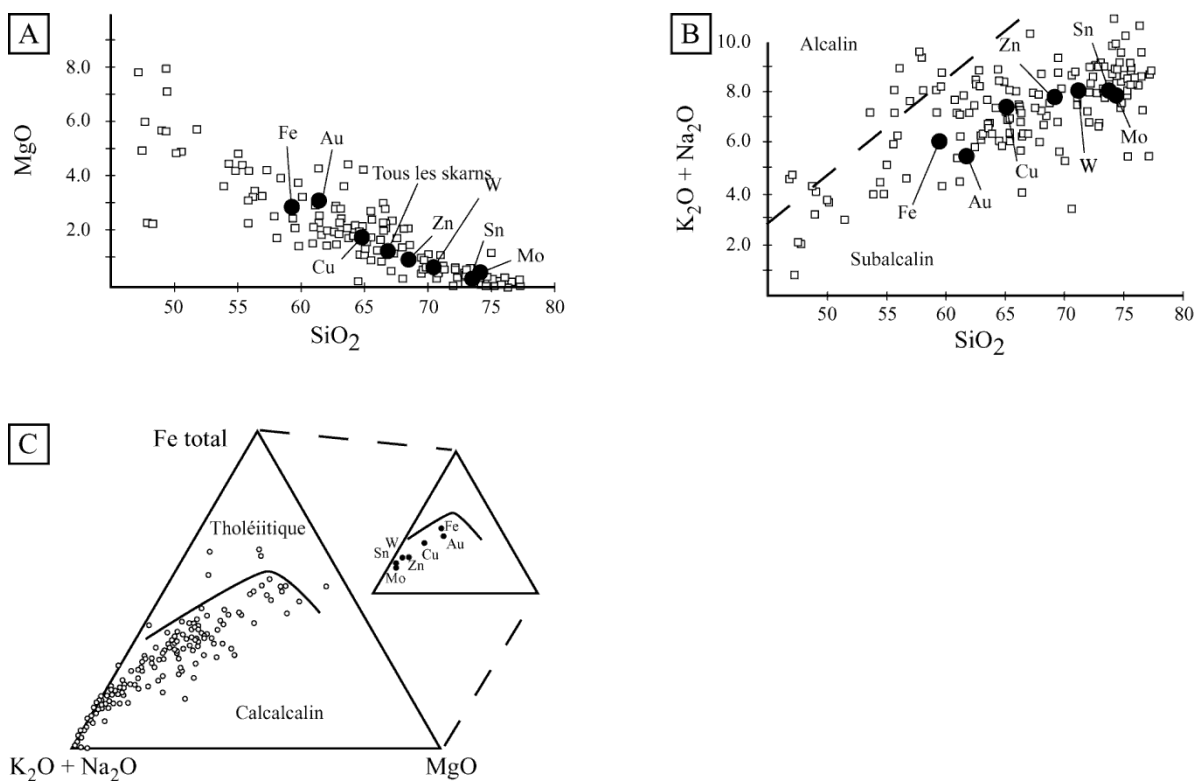 A
MgO
8.0
6.0
4.0
2.0
Fe
Au
Tous les skarns
W
Zn
Sn
Mo
Cu
50
55
60
65
70
75
80
SiO2
B
K2O + Na2O
10.0
8.0
6.0
4.0
2.0
Alcalin
Zn
Sn
Mo
W
Cu
Au
Fe
Subalcalin
50
55
60
65
70
75
80
SiO2
C
Fe total
Tholéiitique
Calcalcalin
K2O + Na2O
MgO
Fe
Au
W
Cu
Sn
Zn
Mo